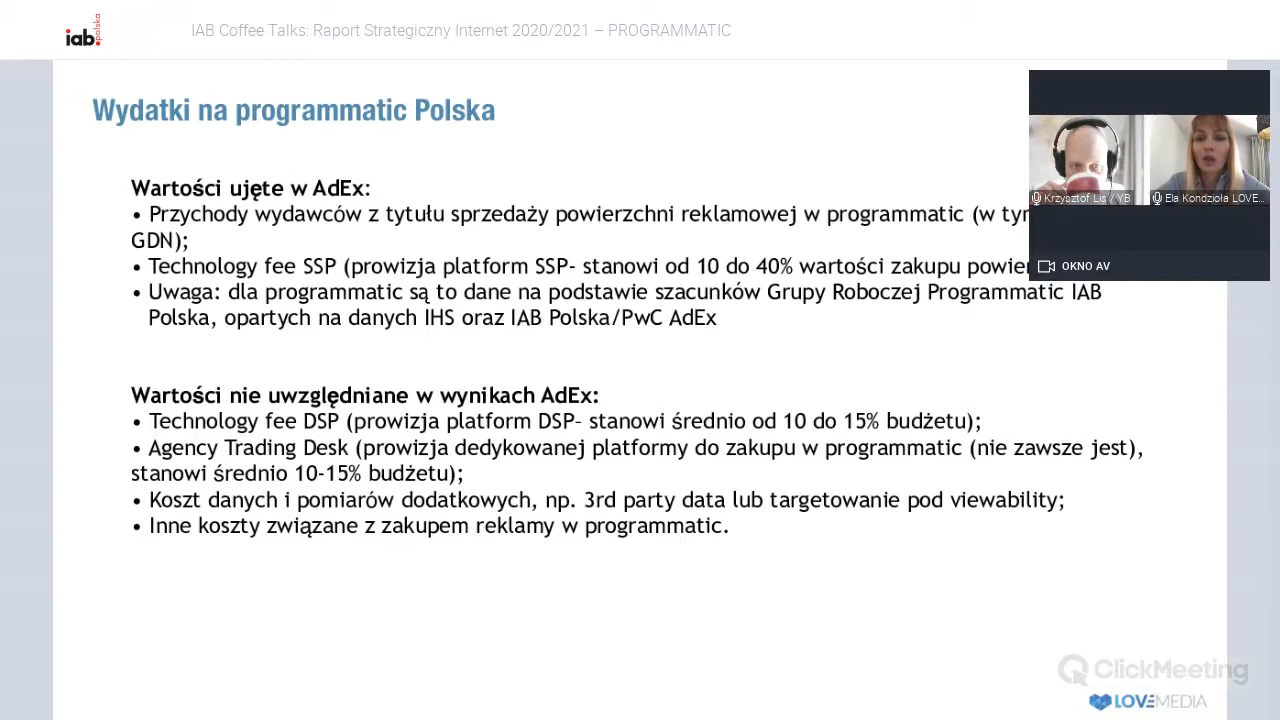 iab:
polska
IAB Coffee Talks: Raport Strategiczny Internet 2020/2021 – PROGRAMMATIC
Wydatki na programmatic Polska
Wartości ujęte w AdEx:
• Przychody wydawców z tytułu sprzedaży powierzchni reklamowej w programmatic (w
GDN);
• Technology fee SSP (prowizja platform SSP- stanowi od 10 do 40% wartości zakupu
• Uwaga: dla programmatic są to dane na podstawie szacunków Grupy Roboczej Programmatic IAB
Polska, opartych na danych IHS oraz IAB Polska/PwC AdEx
Wartości nie uwzględniane w wynikach AdEx:
• Technology fee DSP (prowizja platform DSP– stanowi średnio od 10 do 15% budżetu);
• Agency Trading Desk (prowizja dedykowanej platformy do zakupu w programmatic (nie zawsze jest),
stanowi średnio 10-15% budżetu);
• Koszt danych i pomiarów dodatkowych, np. 3rd party data lub targetowanie pod viewability;
• Inne koszty związane z zakupem reklamy w programmatic.
Krzysztof Lis / YB
Ela Kondzioła LOVE...
OKNO AV
ClickMeeting
LOVEMEDIA